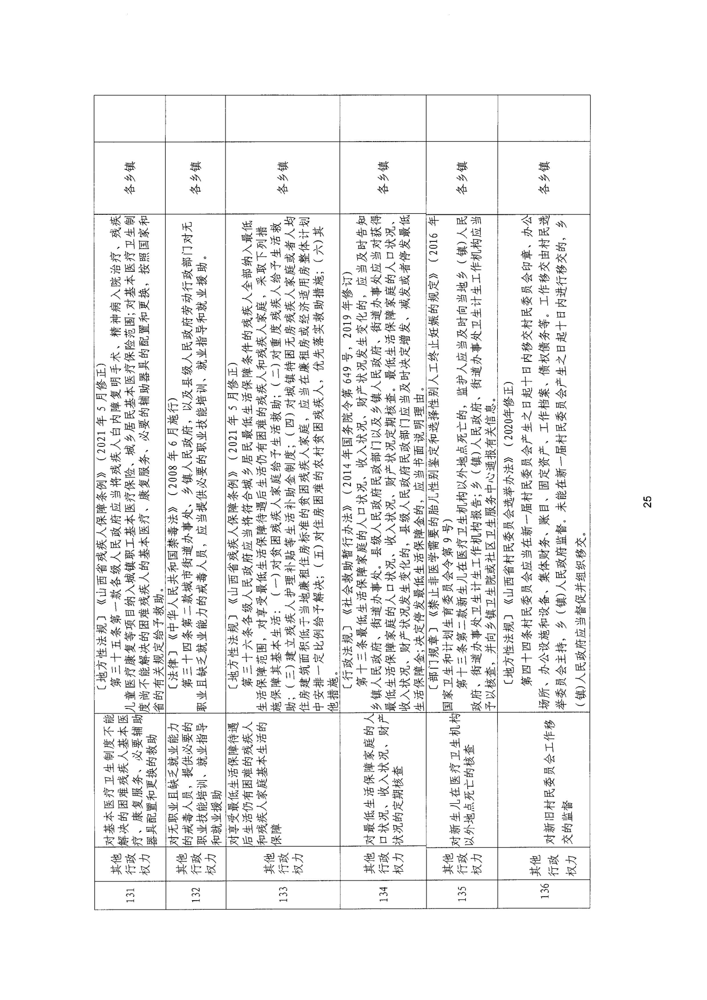 131
其他
行政
权力
对基本医疗卫生制度不能
解决的困难残疾人基本医
疗、康复服务、必要辅助
器具配置和更换的救助
〔地方性法规〕《山西省残疾人保障条例》（2021 年 5 月修正）
第三十五条第一款各级人民政府应当将残疾人白内障复明手术、精神病入院治疗、残疾
儿童医疗康复等项目纳入城镇职工基本医疗保险、城乡居民基本医疗保险范围;对基本医疗卫生制
度尚不能解决的困难残疾人的基本医疗、康复服务、必要的辅助器具的配置和更换，按照国家和
省的有关规定给予救助。
各乡镇
132
其他
行政
权力
对无职业且缺乏就业能力
的戒毒人员，提供必要的
职业技能培训、就业指导
和就业援助
〔法律〕《中华人民共和国禁毒法》（2008 年 6 月施行）
第三十四条第二款城市街道办事处、乡镇人民政府，以及县级人民政府劳动行政部门对无
职业且缺乏就业能力的戒毒人员，应当提供必要的职业技能培训、就业指导和就业援助。
各乡镇
133
其他
行政
权力
对享受最低生活保障待遇
后生活仍有困难的残疾人
和残疾人家庭基本生活的
保障
〔地方性法规〕《山西省残疾人保障条例》（2021 年 5 月修正）
第三十六条各级人民政府应当将符合城乡居民最低生活保障条件的残疾人全部纳入最低
生活保障范围，对享受最低生活保障待遇后生活仍有困难的残疾人和残疾人家庭，采取下列措
施保障其基本生活：（一)对贫困残疾人家庭给予生活救助；（二)对重度残疾人给予生活救
助；（三)建立残疾人护理补贴等生活补助金制度；（四)对城镇特困无房残疾人家庭或者人均
住房建筑面积低于当地廉租住房标准的贫困残疾人家庭，应当在廉租房或经济适用房整体计划
中安排一定比例给予解决；（五)对住房困难的农村贫困残疾人，优先落实救助措施；（六)其
他措施。
各乡镇
134
其他
行政
权力
对最低生活保障家庭的人
口状况、收入状况、财产
状况的定期核查
〔行政法规〕《社会救助暂行办法》（2014 年国务院令第 649 号，2019 年修订）
第十三条最低生活保障家庭的人口状况、收入状况、财产状况发生变化的，应当及时告知
乡镇人民政府、街道办事处。县级人民政府民政部门以及乡镇人民政府、街道办事处应当对获得
最低生活保障家庭的人口状况、收入状况、财产状况定期核查。最低生活保障家庭的人口状况、
收入状况、财产状况发生变化的，县级人民政府民政部门应当及时决定增发、减发或者停发最低
生活保障金;决定停发最低生活保障金的，应当书面说明理由。
各乡镇
135
其他
行政
权力
对新生儿在医疗卫生机构
以外地点死亡的核查
〔部门规章〕《禁止非医学需要的胎儿性别鉴定和选择性别人工终止妊娠的规定》（2016 年
国家卫生和计划生育委员会令第 9 号）
第十三条第二款新生儿在医疗卫生机构以外地点死亡的，监护人应当及时向当地乡（镇)人民
政府、街道办事处卫生计生工作机构报告;乡（镇)人民政府、街道办事处卫生计生工作机构应当
予以核查，并向乡镇卫生院或社区卫生服务中心通报有关信息。
各乡镇
136
其他
行政
权力
对新旧村民委员会工作移
交的监督
〔地方性法规〕《山西省村民委员会选举办法》（2020年修正）
第四十四条村民委员会应当在新一届村民委员会产生之日起十日内移交村民委员会印章、办公
场所、办公设施和设备、集体财务、账目、固定资产、工作档案、债权债务等。工作移交由村民选
举委员会主持，乡（镇)人民政府监督。未能在新一届村民委员会产生之日起十日内进行移交的，乡
（镇)人民政府应当督促并组织移交。
各乡镇
25